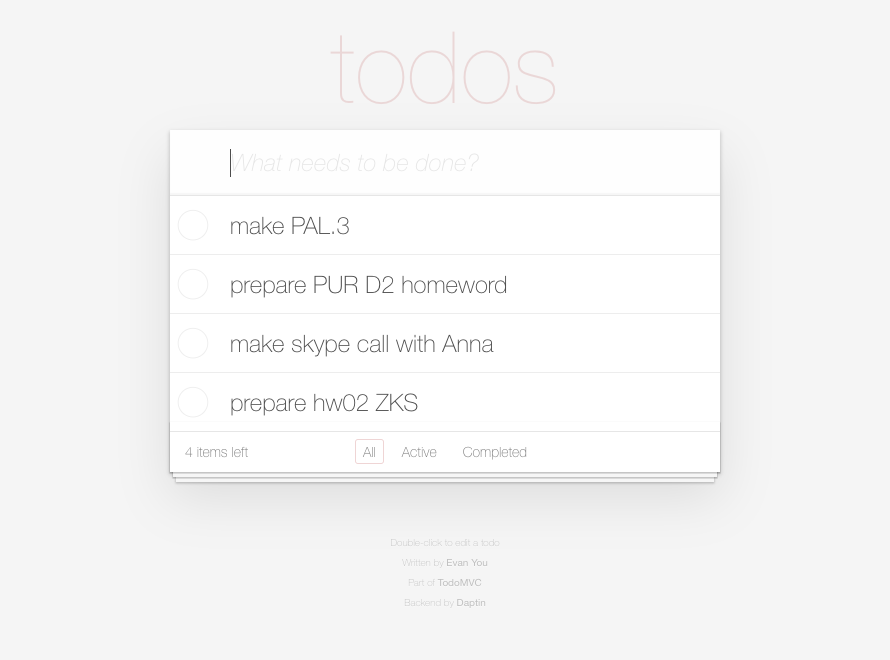 todos
What needs to be done?
make PAL.3
prepare PUR D2 homeword
make skype call with Anna
prepare hw02 ZKS
4 items left All Active Completed
Double-click to edit a todo
Written by Evan You
Part of TodoMVC
Backend by Daptin